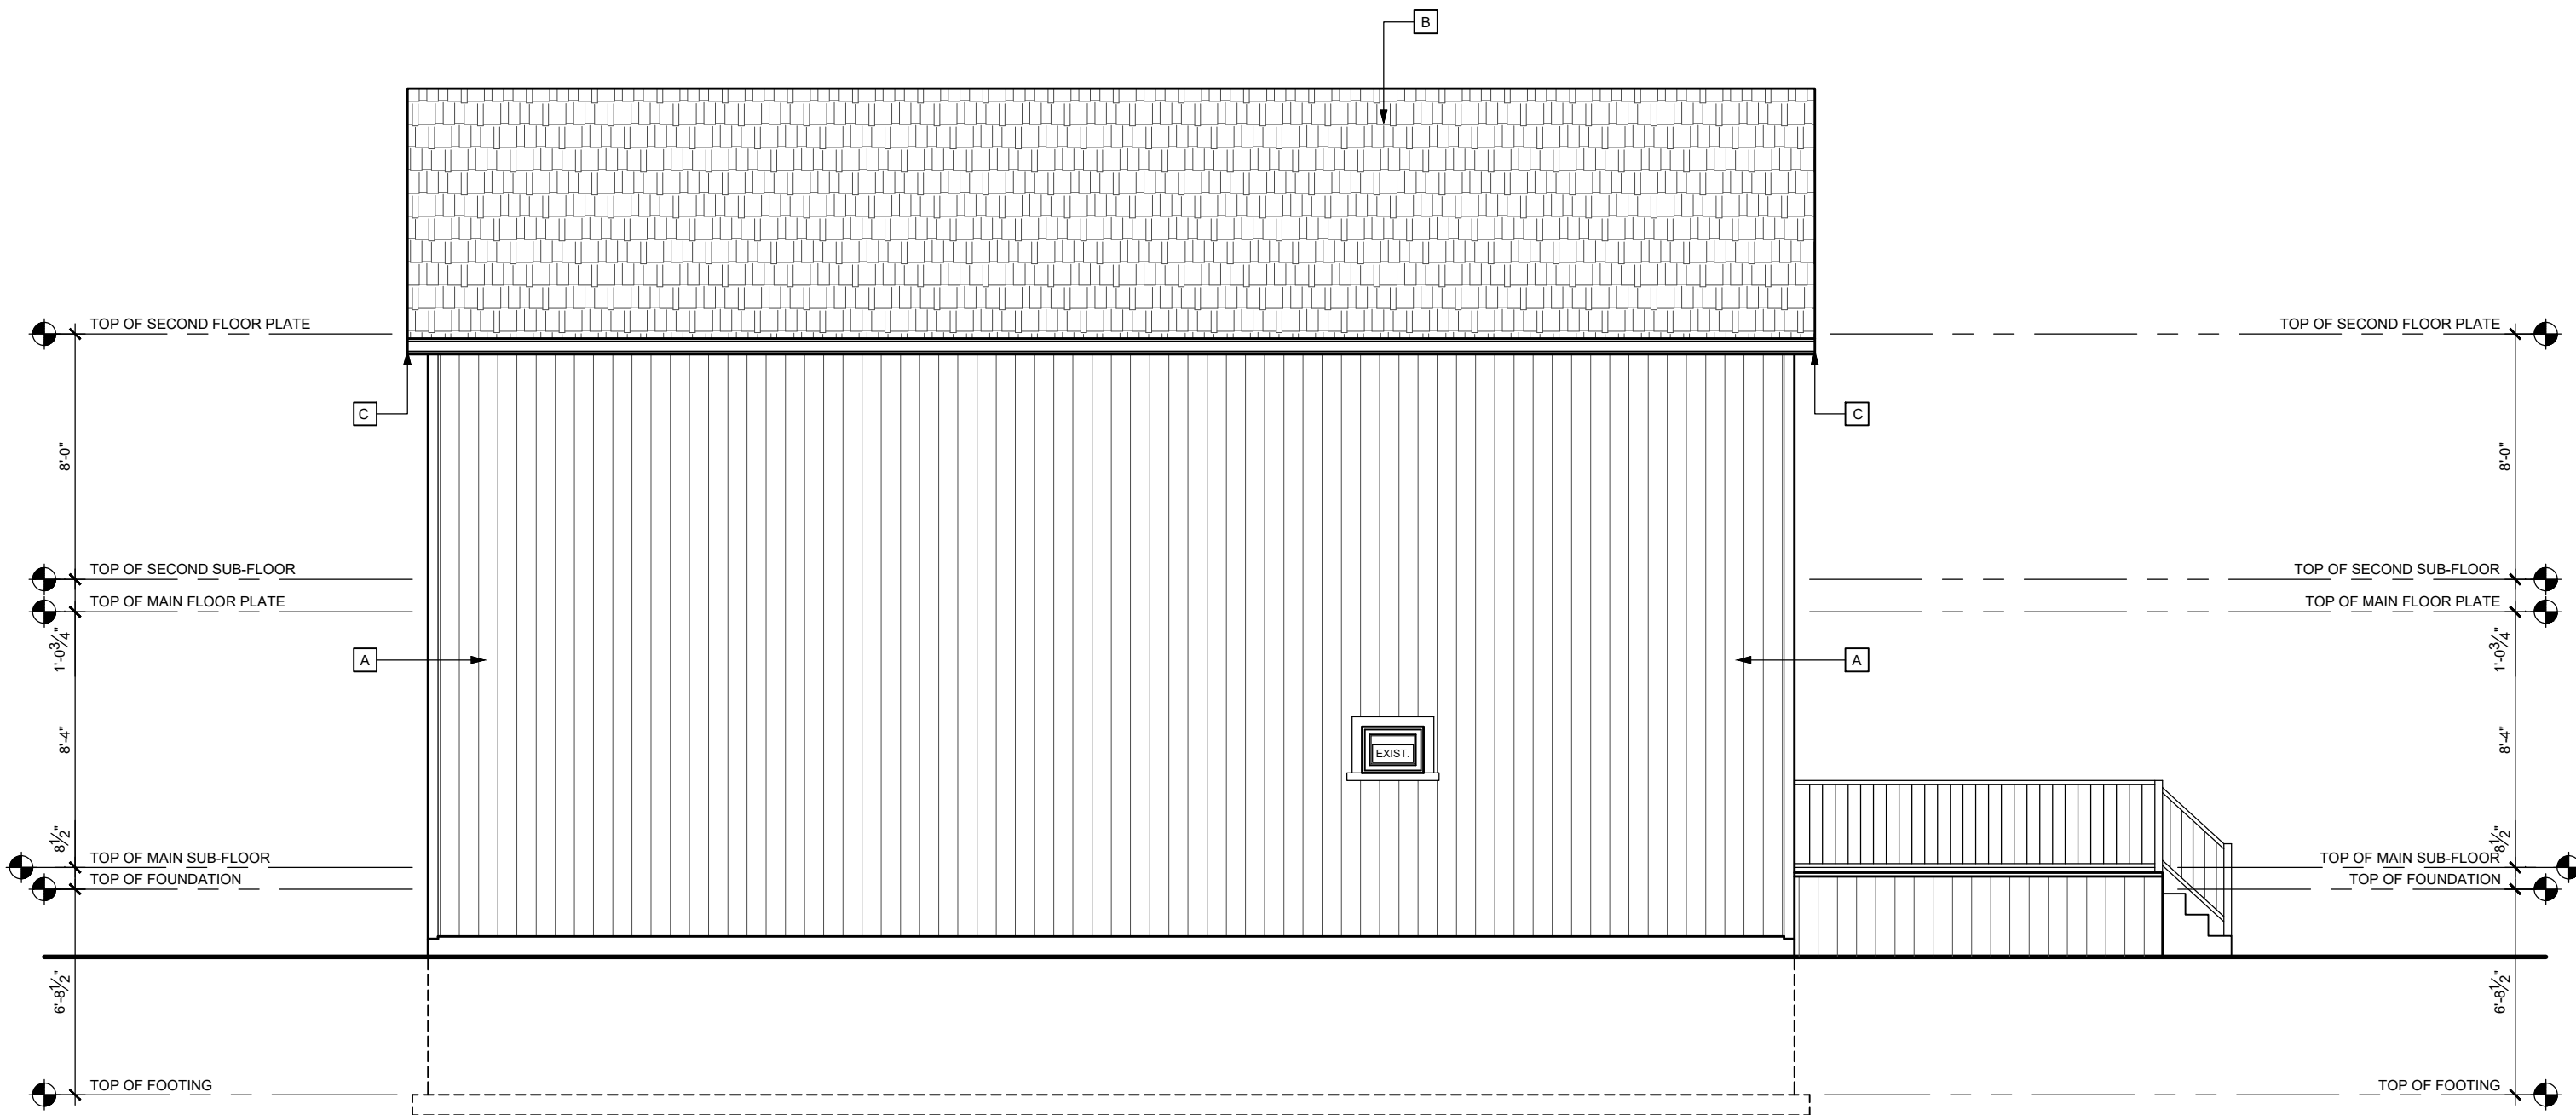 B
TOP OF SECOND FLOOR PLATE
TOP OF SECOND FLOOR PLATE
C
C
8'-0"
8'-0"
TOP OF SECOND SUB-FLOOR
TOP OF SECOND SUB-FLOOR
TOP OF MAIN FLOOR PLATE
TOP OF MAIN FLOOR PLATE
1'-0¾"
1'-0¾"
A
A
8'-4"
EXIST.
8'-4"
8½"
8½"
TOP OF MAIN SUB-FLOOR
TOP OF MAIN SUB-FLOOR
TOP OF FOUNDATION
TOP OF FOUNDATION
6'-8½"
6'-8½"
TOP OF FOOTING
TOP OF FOOTING